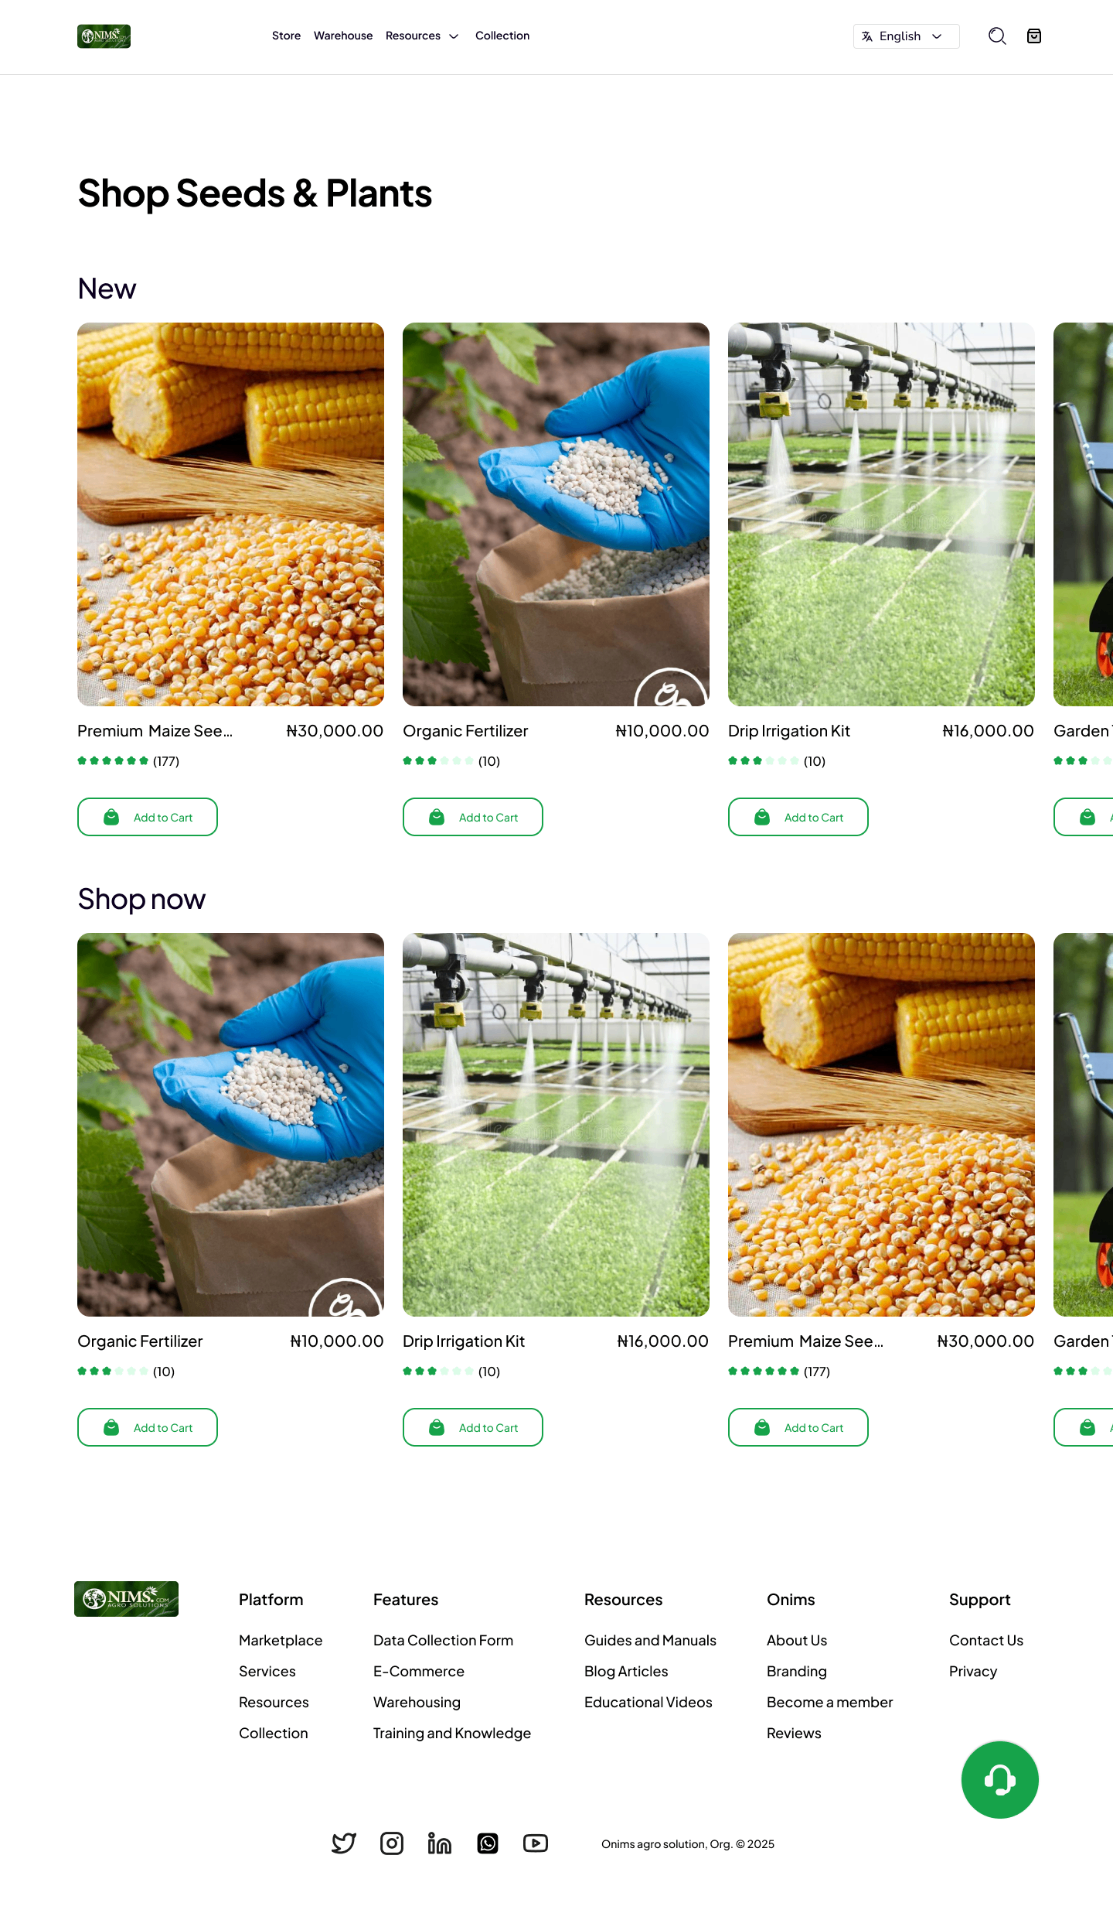 ONIMS.
Store Warehouse Resources Collection
English
Shop Seeds & Plants
New
Premium Maize See... ₦30,000.00
(177)
Add to Cart
Organic Fertilizer ₦10,000.00
(10)
Add to Cart
Drip Irrigation Kit ₦16,000.00
(10)
Add to Cart
Garden
Shop now
Organic Fertilizer ₦10,000.00
(10)
Add to Cart
Drip Irrigation Kit ₦16,000.00
(10)
Add to Cart
Premium Maize See... ₦30,000.00
(177)
Add to Cart
Garden
ONIMS.COM
AGRO SOLUTIONS
Platform
Marketplace
Services
Resources
Collection
Features
Data Collection Form
E-Commerce
Warehousing
Training and Knowledge
Resources
Guides and Manuals
Blog Articles
Educational Videos
Onims
About Us
Branding
Become a member
Reviews
Support
Contact Us
Privacy
Onims agro solution, Org. © 2025